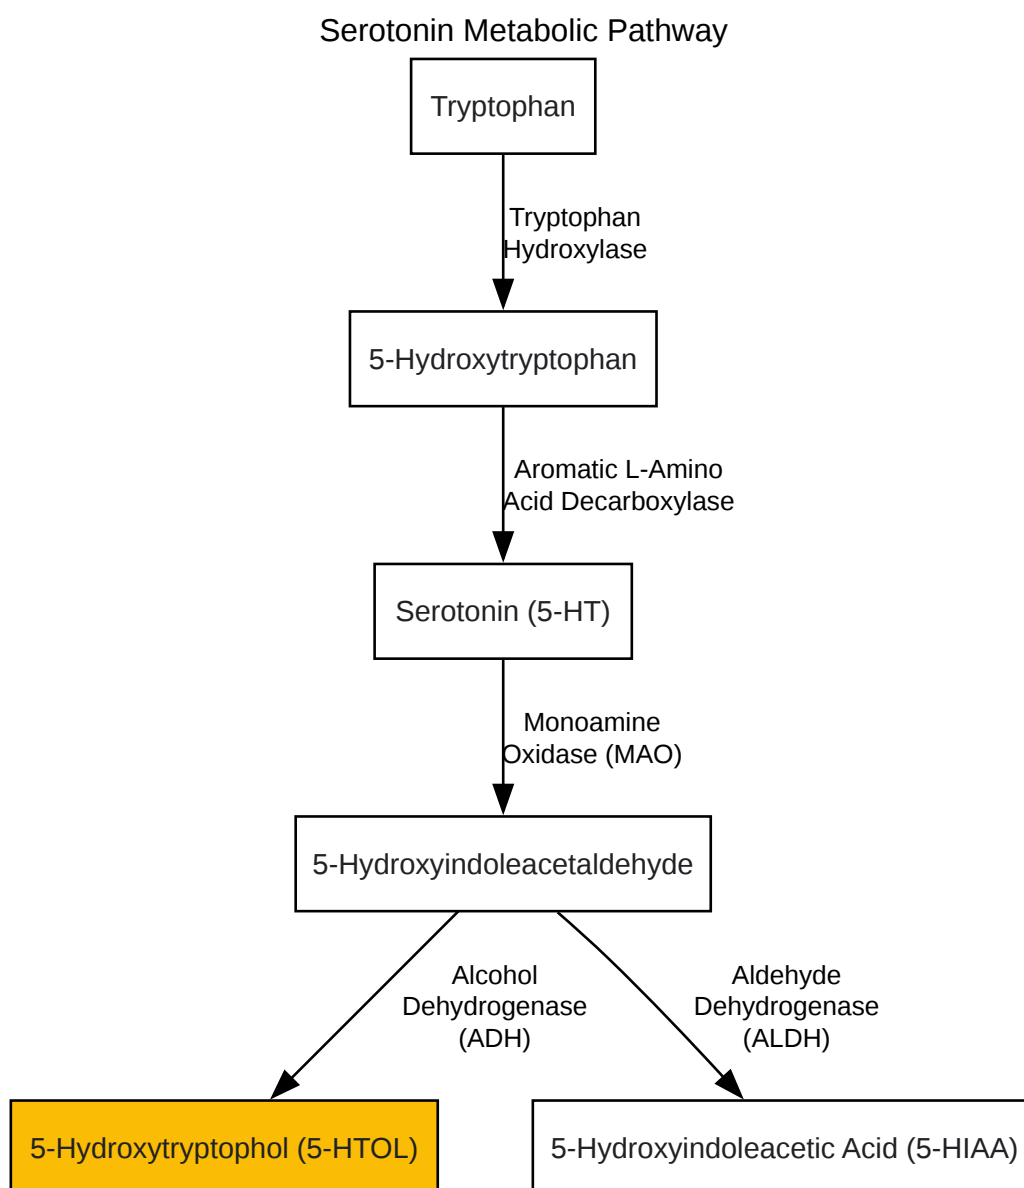 Serotonin Metabolic Pathway
Tryptophan
Tryptophan
Hydroxylase
5-Hydroxytryptophan
Aromatic L-Amino
Acid Decarboxylase
Serotonin (5-HT)
Monoamine
Oxidase (MAO)
5-Hydroxyindoleacetaldehyde
Alcohol
Dehydrogenase
(ADH)
Aldehyde
Dehydrogenase
(ALDH)
5-Hydroxytryptophol (5-HTOL)
5-Hydroxyindoleacetic Acid (5-HIAA)